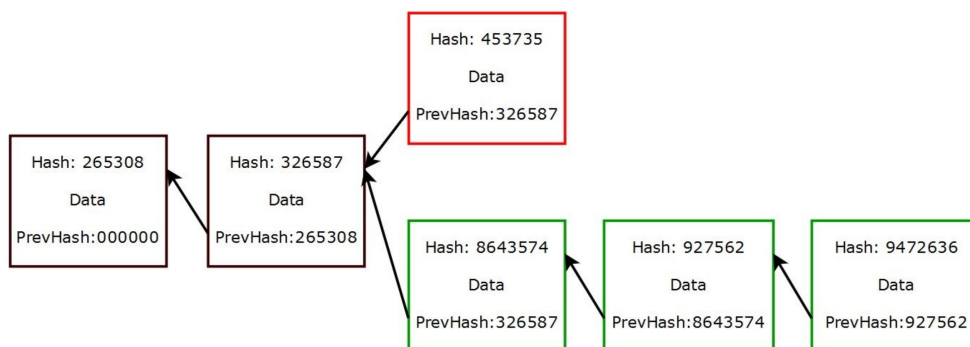 Hash: 265308
Data
PrevHash:000000
Hash: 326587
Data
PrevHash:265308
Hash: 453735
Data
PrevHash:326587
Hash: 8643574
Data
PrevHash:326587
Hash: 927562
Data
PrevHash:8643574
Hash: 9472636
Data
PrevHash:927562